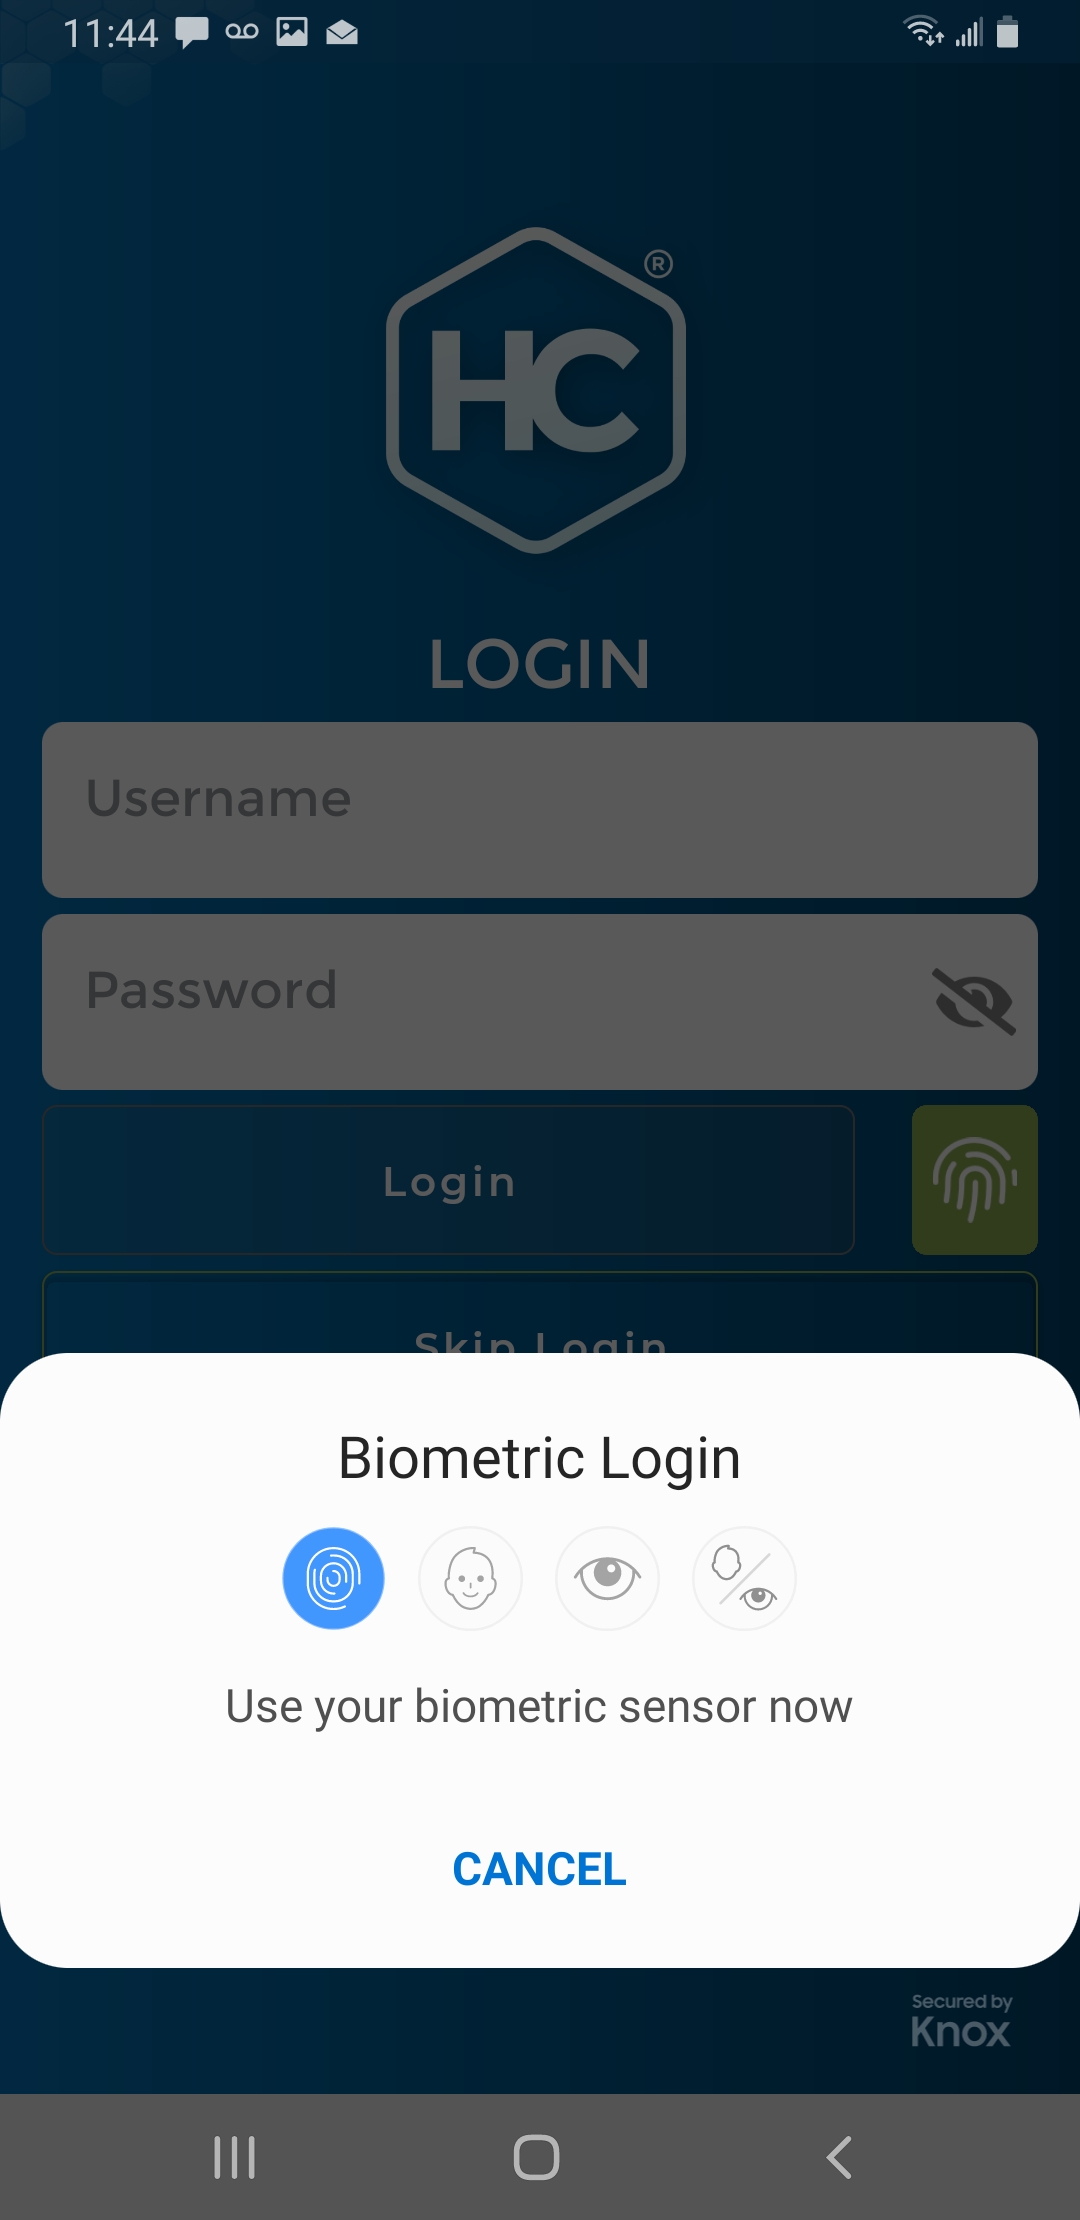 11:44
®
HC
LOGIN
Username
Password
Login
Skip Login
Biometric Login
Use your biometric sensor now
CANCEL
Secured by
Knox